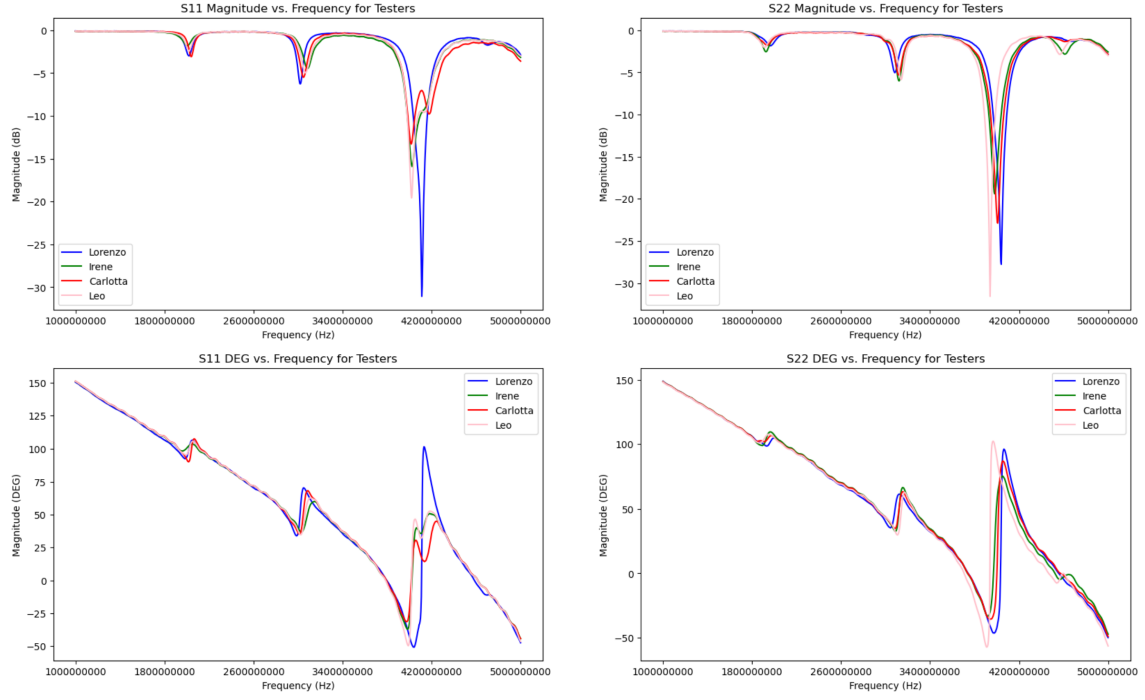 S11 Magnitude vs. Frequency for Testers
0
−5
−10
−15
−20
−25
−30
Magnitude (dB)
Lorenzo
Irene
Carlotta
Leo
1000000000 1800000000 2600000000 3400000000 4200000000 5000000000
Frequency (Hz)
S22 Magnitude vs. Frequency for Testers
0
−5
−10
−15
−20
−25
−30
Magnitude (dB)
Lorenzo
Irene
Carlotta
Leo
1000000000 1800000000 2600000000 3400000000 4200000000 5000000000
Frequency (Hz)
S11 DEG vs. Frequency for Testers
150
125
100
75
50
25
0
−25
−50
Magnitude (DEG)
Lorenzo
Irene
Carlotta
Leo
1000000000 1800000000 2600000000 3400000000 4200000000 5000000000
Frequency (Hz)
S22 DEG vs. Frequency for Testers
150
100
50
0
−50
Magnitude (DEG)
Lorenzo
Irene
Carlotta
Leo
1000000000 1800000000 2600000000 3400000000 4200000000 5000000000
Frequency (Hz)